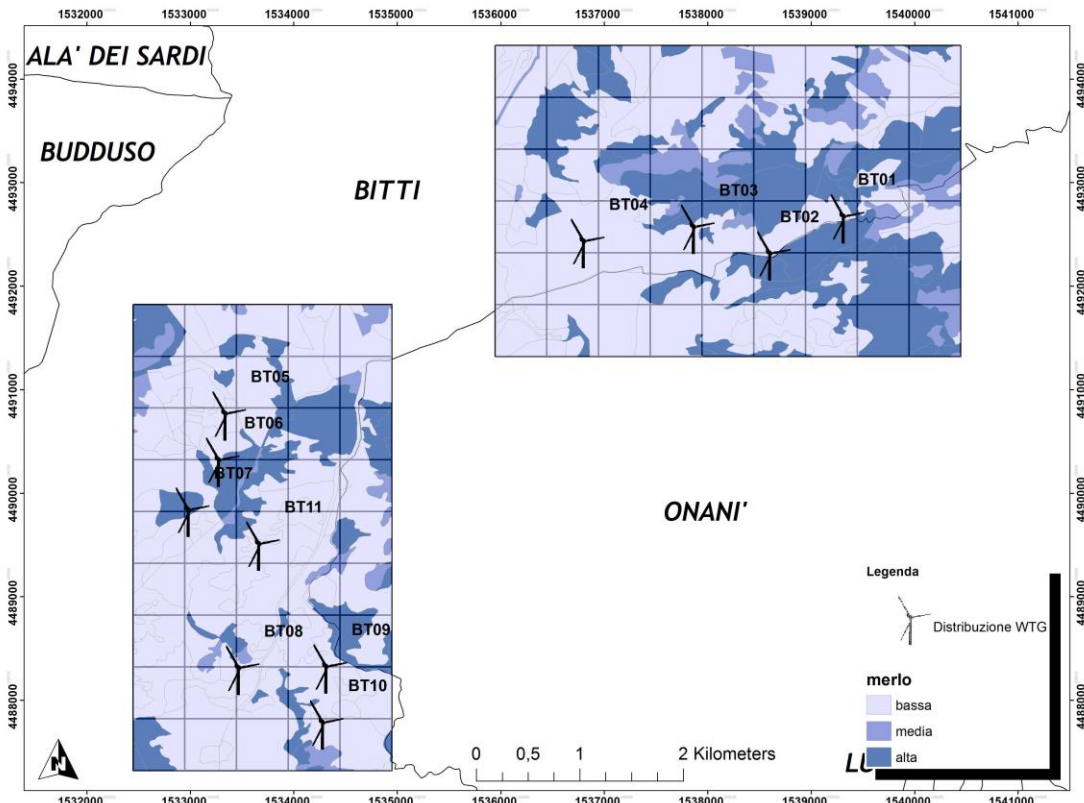 1532000 1533000 1534000 1535000 1536000 1537000 1538000 1539000 1540000 1541000
ALA' DEI SARDI
4494000 4494000
BUDDUSO
BITTI
4493000 4493000
BT01
BT03
BT04
BT02
4492000 4492000
4491000 4491000
BT05
BT06
BT07
4490000 4490000
BT11
ONANI'
Legenda
4489000 4489000
Distribuzione WTG
BT08
BT09
BT10
merlo
bassa
media
alta
4488000 4488000
0 0,5 1 2 Kilometers
N
LU
1532000 1533000 1534000 1535000 1536000 1537000 1538000 1539000 1540000 1541000